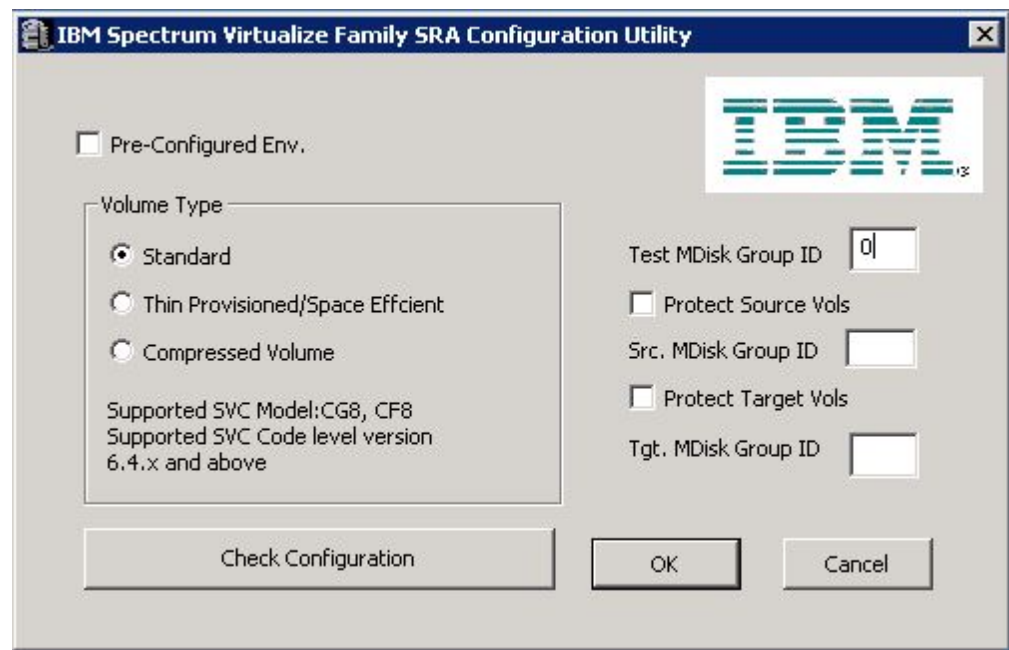 IBM Spectrum Virtualize Family SRA Configuration Utility
IBM
Pre-Configured Env.
Volume Type
Standard
Thin Provisioned/Space Effcient
Compressed Volume
Supported SVC Model:CG8, CF8
Supported SVC Code level version
6.4.x and above
Test MDisk Group ID 0
Protect Source Vols
Src. MDisk Group ID
Protect Target Vols
Tgt. MDisk Group ID
Check Configuration
OK
Cancel